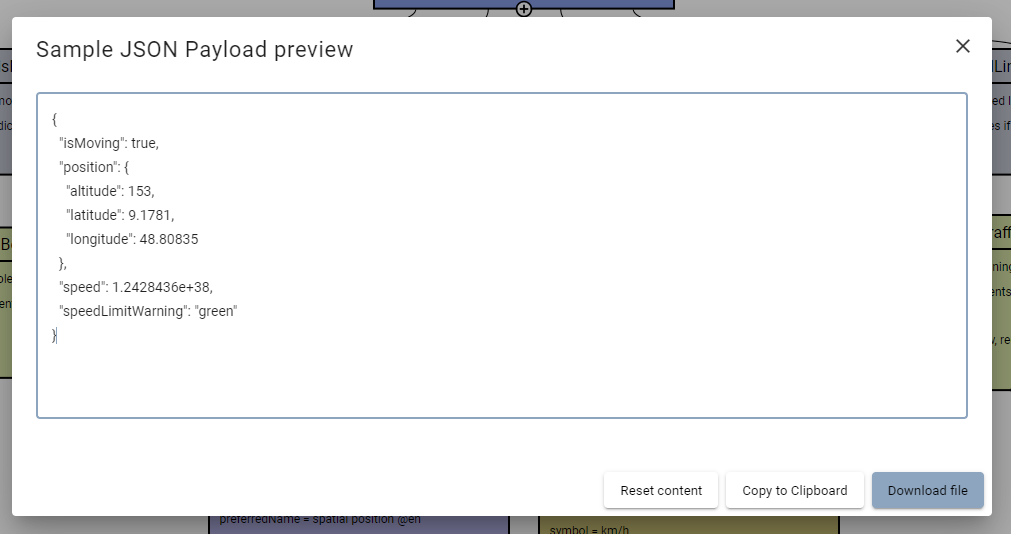 Sample JSON Payload preview
{
"isMoving": true,
"position": {
"altitude": 153,
"latitude": 9.1781,
"longitude": 48.80835
},
"speed": 1.2428436e+38,
"speedLimitWarning": "green"
}
Reset content
Copy to Clipboard
Download file
preferredName = spatial position @en
symbol = km/h